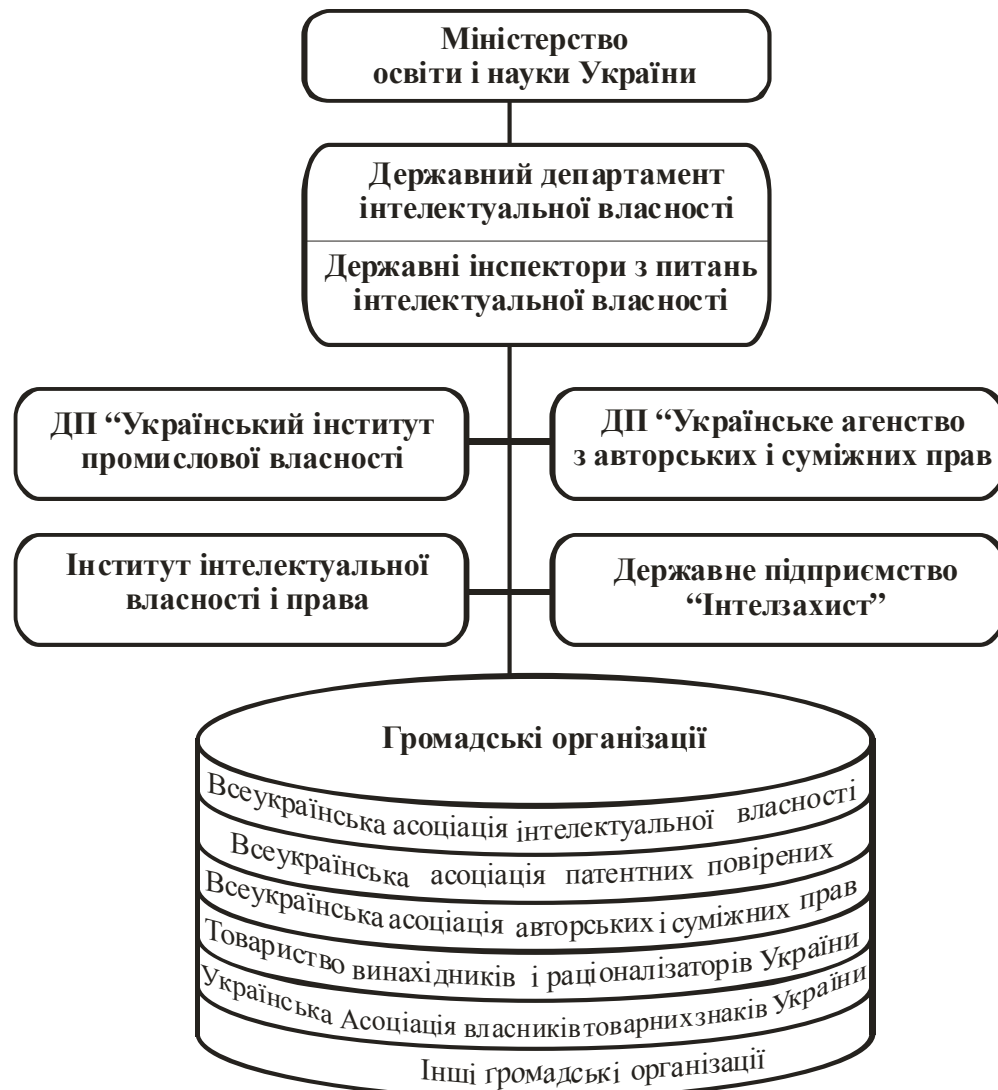 Міністерство
освіти і науки України
Державний департамент
інтелектуальної власності
Державні інспектори з питань
інтелектуальної власності
ДП “Український інститут
промислової власності
ДП “Українське агенство
з авторських і суміжних прав
Інститут інтелектуальної
власності і права
Державне підприємство
“Інтелзахист”
Громадські організації
Всеукраїнська асоціація інтелектуальної власності
Всеукраїнська асоціація патентних повірених
Всеукраїнська асоціація авторських і суміжних прав
Товариство винахідників і раціоналізаторів України
Українська Асоціація власників товарних знаків України
Інші громадські організації